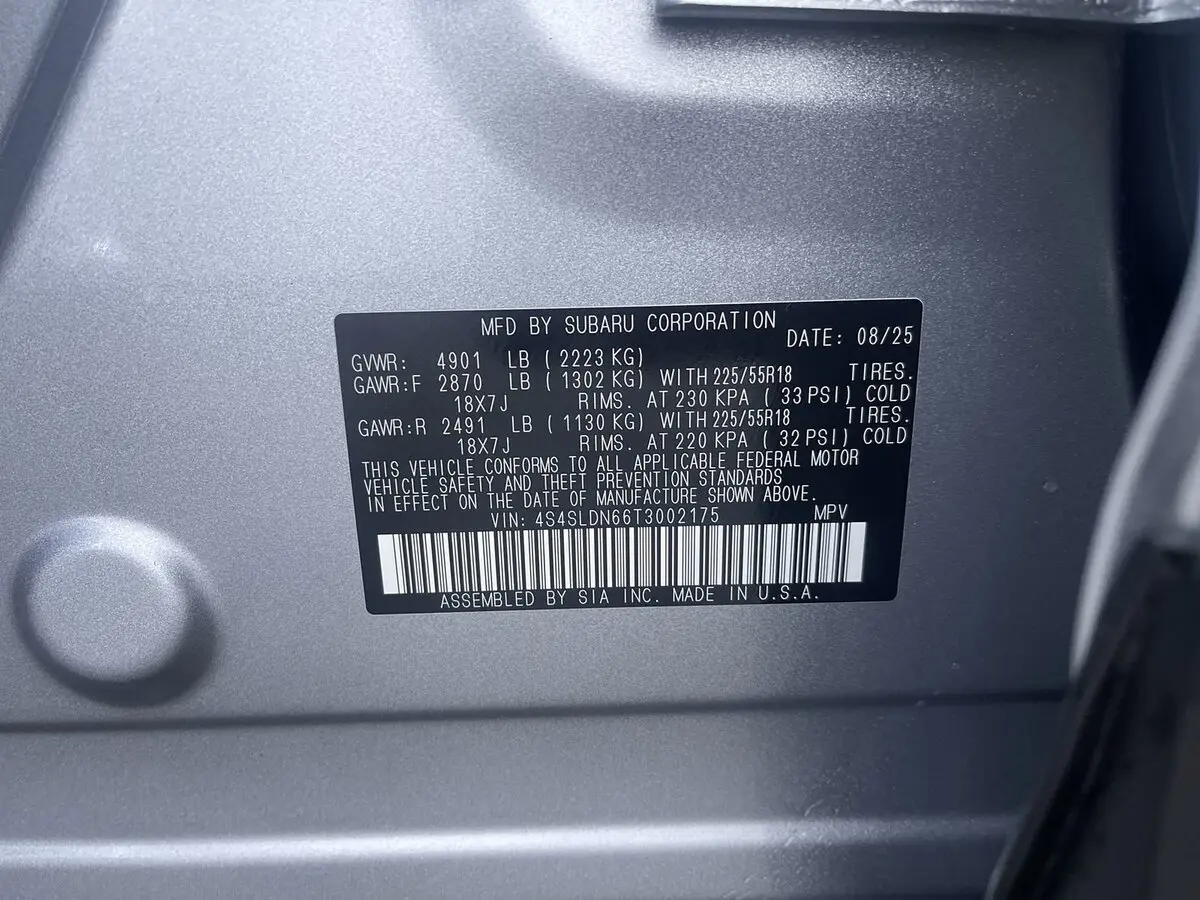 MFD BY SUBARU CORPORATION DATE: 08/25
GVWR: 4901 LB ( 2223 KG)
GAWR:F 2870 LB ( 1302 KG) WITH 225/55R18 TIRES.
18X7J RIMS. AT 230 KPA ( 33 PSI) COLD
GAWR:R 2491 LB ( 1130 KG) WITH 225/55R18 TIRES.
18X7J RIMS. AT 220 KPA ( 32 PSI) COLD
THIS VEHICLE CONFORMS TO ALL APPLICABLE FEDERAL MOTOR
VEHICLE SAFETY AND THEFT PREVENTION STANDARDS
IN EFFECT ON THE DATE OF MANUFACTURE SHOWN ABOVE.
VIN: 4S4SLDN66T3002175 MPV
ASSEMBLED BY SIA INC. MADE IN U.S.A.